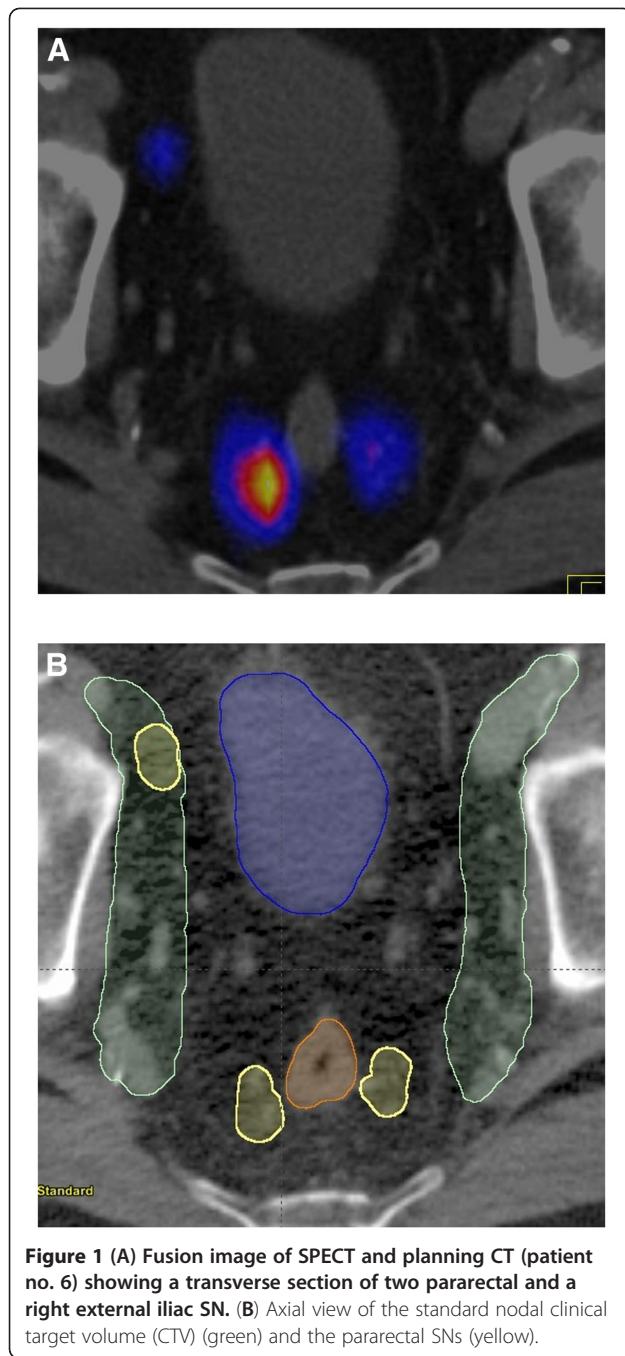 A
B
Standard
Figure 1 (A) Fusion image of SPECT and planning CT (patient
no. 6) showing a transverse section of two pararectal and a
right external iliac SN. (B) Axial view of the standard nodal clinical
target volume (CTV) (green) and the pararectal SNs (yellow).